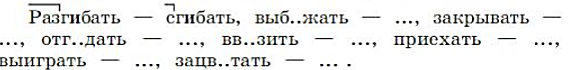 Разгибать — сгибать, выб..жать — ..., закрывать —
..., отг..дать — ..., вв..зить — ..., приехать — ...,
выиграть — ..., зацв..тать — ... .